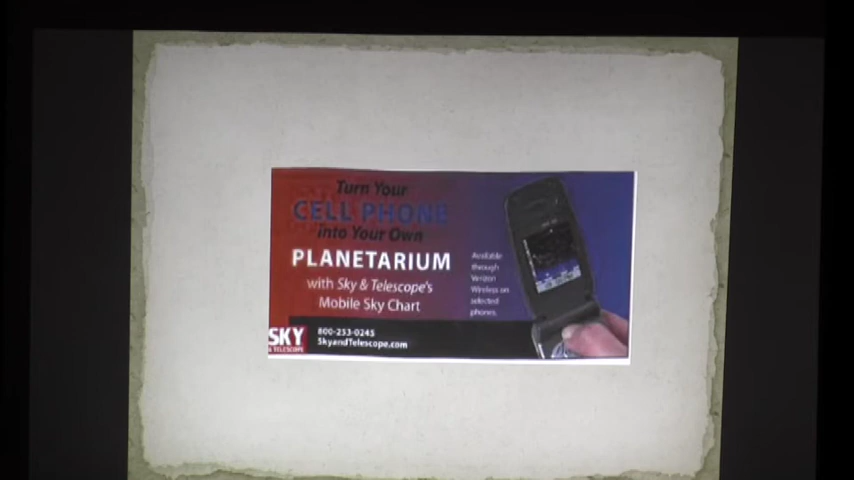 Turn Your
CELL PHONE
into Your Own
PLANETARIUM
with Sky & Telescope's
Mobile Sky Chart
Available
through
Verizon
Wireless on
selected
phones.
SKY
& TELESCOPE
800-253-0245
SkyandTelescope.com